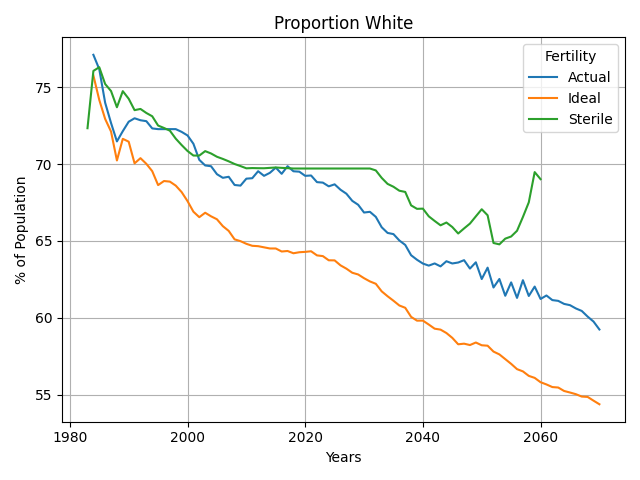 Proportion White
Fertility
Actual
Ideal
Sterile
% of Population
75
70
65
60
55
1980
2000
2020
2040
2060
Years